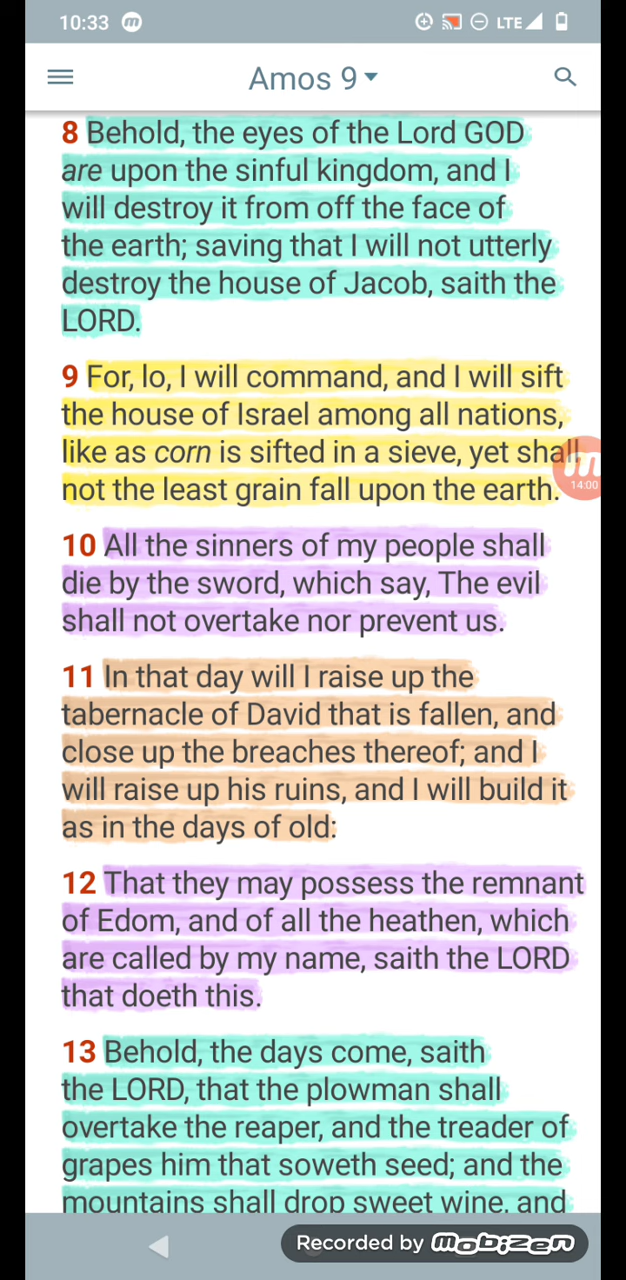 10:33 m LTE
Amos 9
8 Behold, the eyes of the Lord GOD
are upon the sinful kingdom, and I
will destroy it from off the face of
the earth; saving that I will not utterly
destroy the house of Jacob, saith the
LORD.
9 For, lo, I will command, and I will sift
the house of Israel among all nations,
like as corn is sifted in a sieve, yet shall
m
14:00
not the least grain fall upon the earth.
10 All the sinners of my people shall
die by the sword, which say, The evil
shall not overtake nor prevent us.
11 In that day will I raise up the
tabernacle of David that is fallen, and
close up the breaches thereof; and I
will raise up his ruins, and I will build it
as in the days of old:
12 That they may possess the remnant
of Edom, and of all the heathen, which
are called by my name, saith the LORD
that doeth this.
13 Behold, the days come, saith
the LORD, that the plowman shall
overtake the reaper, and the treader of
grapes him that soweth seed; and the
mountains shall drop sweet wine, and
Recorded by mobizen